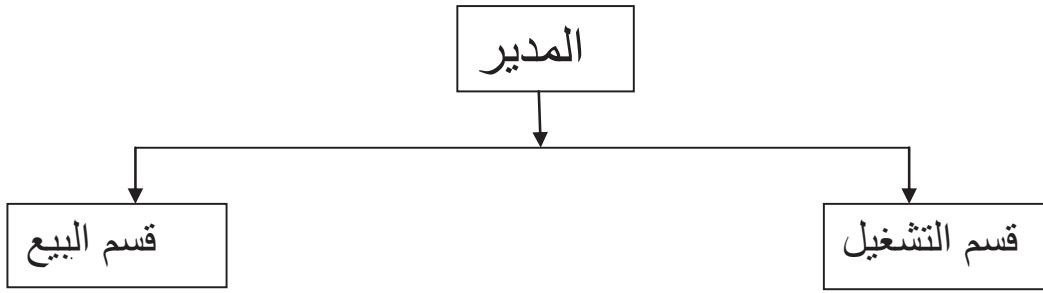 المدير
قسم التشغيل
قسم البيع